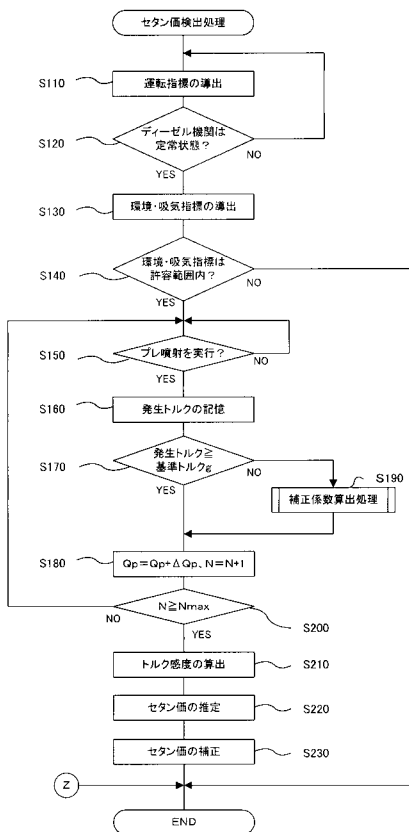 セタン価検出処理
S110
運転指標の導出
S120
ディーゼル機関は
定常状態？
NO
YES
S130
環境・吸気指標の導出
S140
環境・吸気指標は
許容範囲内？
NO
YES
S150
プレ噴射を実行？
NO
YES
S160
発生トルクの記憶
S170
発生トルク≧
基準トルクg
NO
YES
S190
補正係数算出処理
S180
Qp=Qp+ΔQp、N=N+1
N≧Nmax
NO
S200
YES
トルク感度の算出
S210
セタン価の推定
S220
セタン価の補正
S230
Z
END